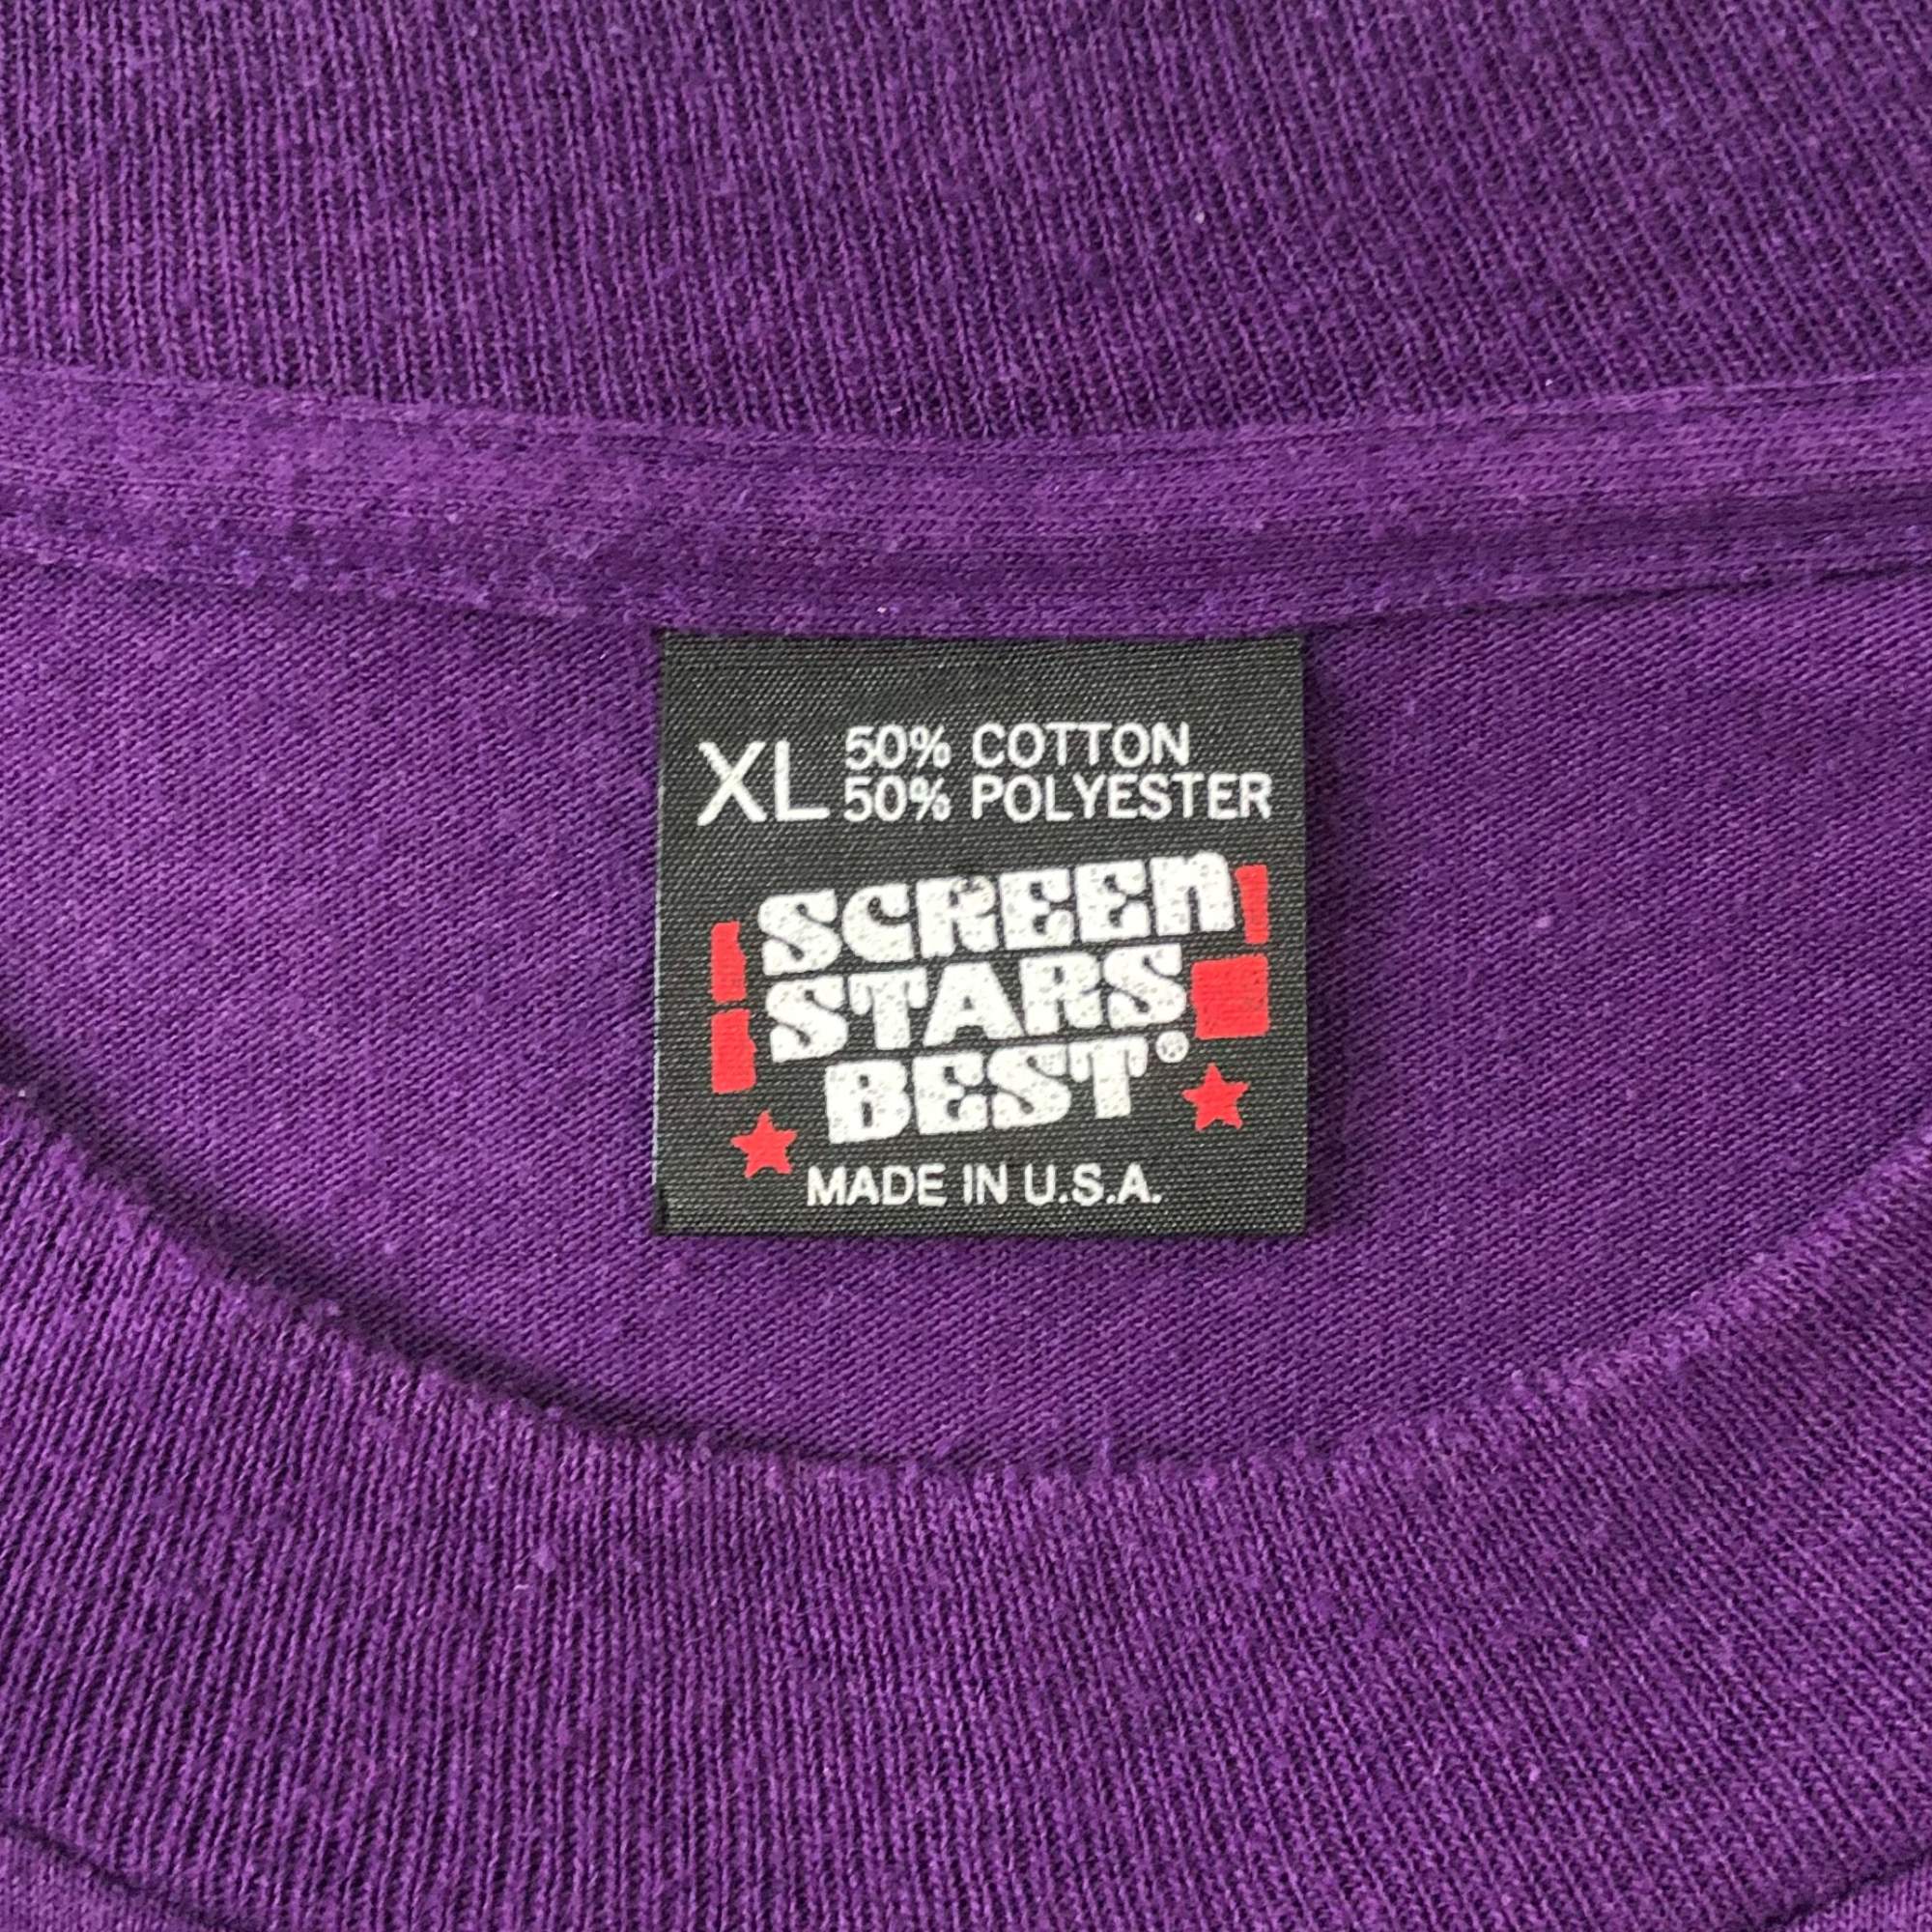 XL 50% COTTON
50% POLYESTER
SCREEN
STARS
BEST®
MADE IN U.S.A.